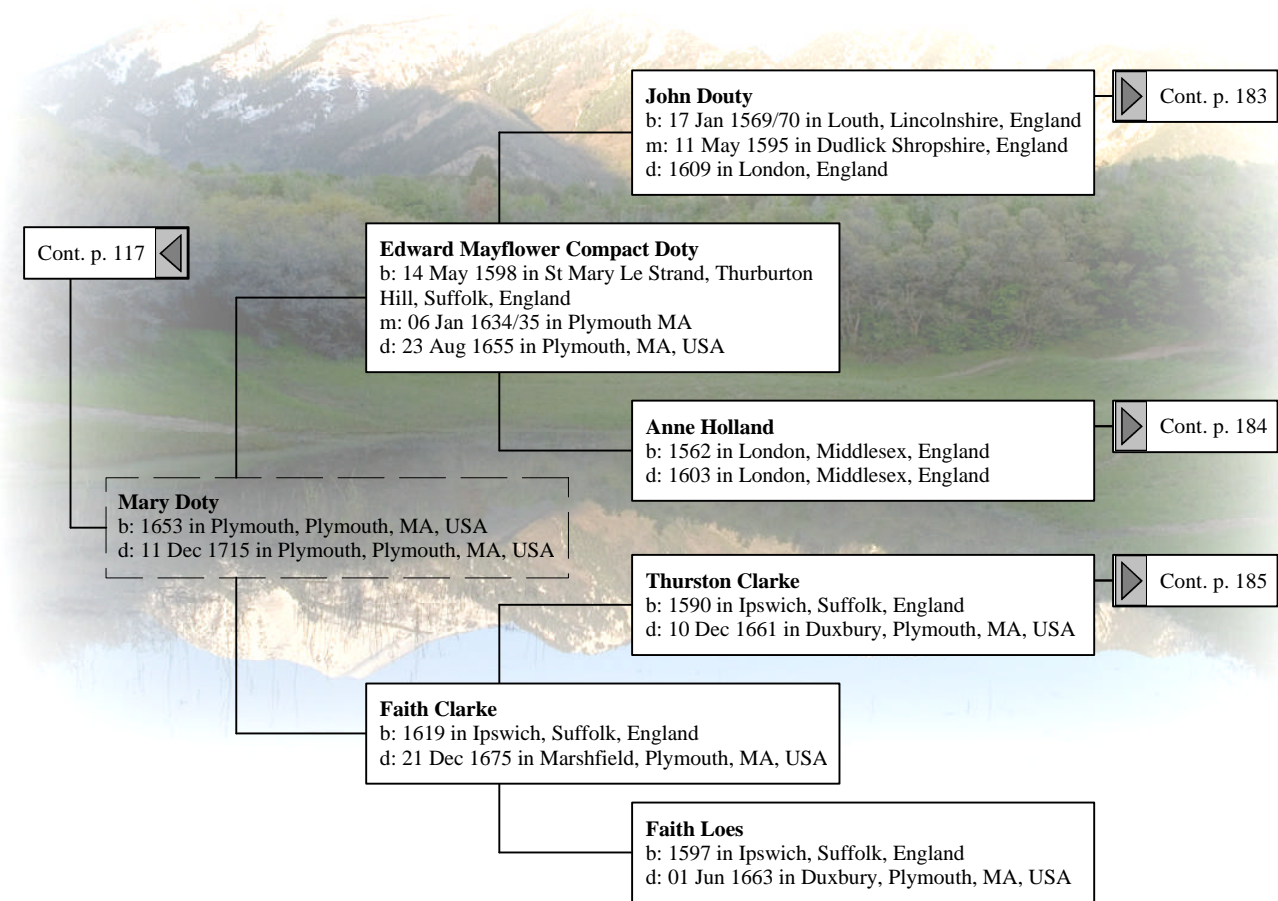 John Douty
b: 17 Jan 1569/70 in Louth, Lincolnshire, England
m: 11 May 1595 in Dudlick Shropshire, England
d: 1609 in London, England
Cont. p. 183
Cont. p. 117
Edward Mayflower Compact Doty
b: 14 May 1598 in St Mary Le Strand, Thurburton
Hill, Suffolk, England
m: 06 Jan 1634/35 in Plymouth MA
d: 23 Aug 1655 in Plymouth, MA, USA
Anne Holland
b: 1562 in London, Middlesex, England
d: 1603 in London, Middlesex, England
Cont. p. 184
Mary Doty
b: 1653 in Plymouth, Plymouth, MA, USA
d: 11 Dec 1715 in Plymouth, Plymouth, MA, USA
Thurston Clarke
b: 1590 in Ipswich, Suffolk, England
d: 10 Dec 1661 in Duxbury, Plymouth, MA, USA
Cont. p. 185
Faith Clarke
b: 1619 in Ipswich, Suffolk, England
d: 21 Dec 1675 in Marshfield, Plymouth, MA, USA
Faith Loes
b: 1597 in Ipswich, Suffolk, England
d: 01 Jun 1663 in Duxbury, Plymouth, MA, USA